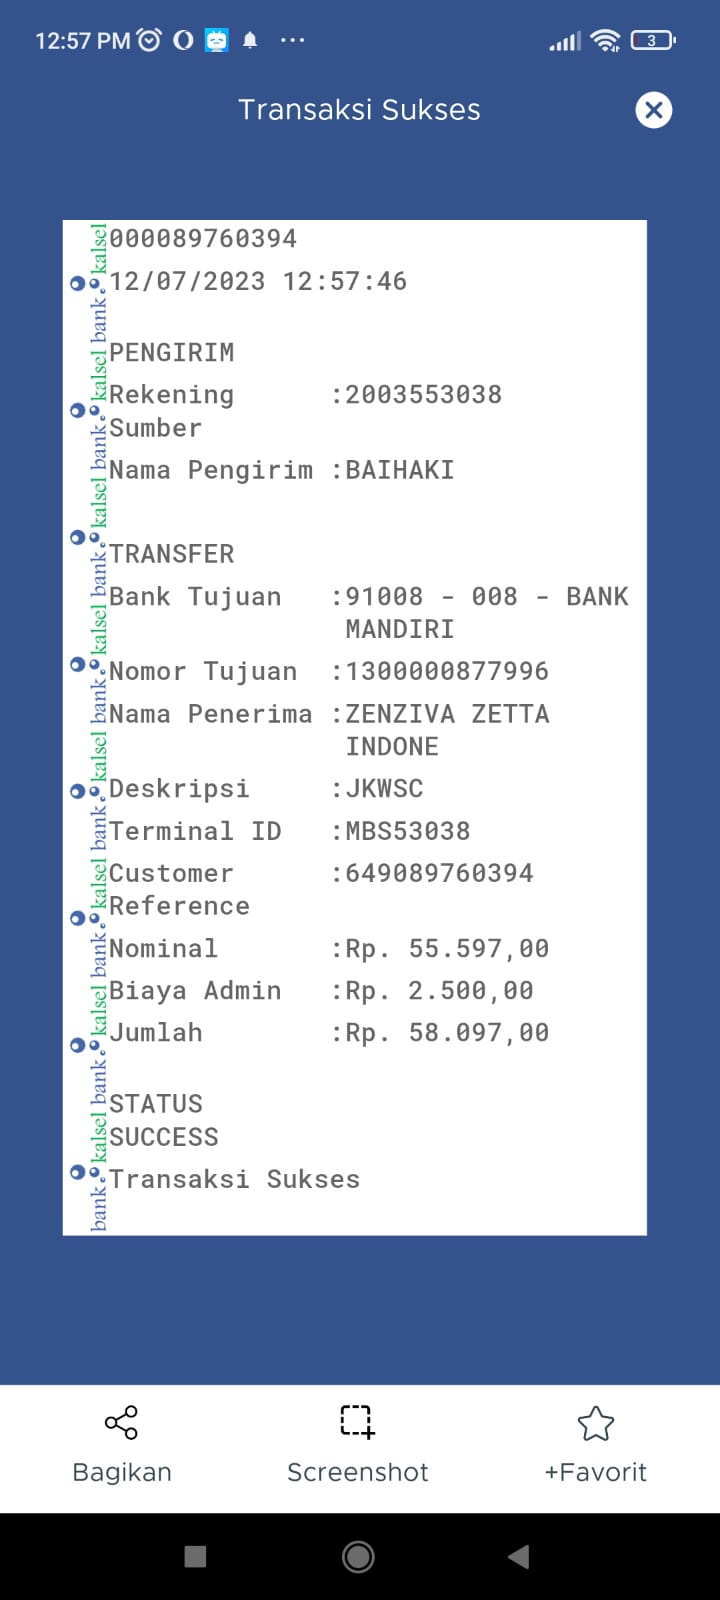 12:57 PM
3
Transaksi Sukses
000089760394
12/07/2023 12:57:46
PENGIRIM
Rekening :2003553038
Sumber
Nama Pengirim :BAIHAKI
TRANSFER
Bank Tujuan :91008 - 008 - BANK
MANDIRI
Nomor Tujuan :1300000877996
Nama Penerima :ZENZIVA ZETTA
INDONE
Deskripsi :JKWSC
Terminal ID :MBS53038
Customer :649089760394
Reference
Nominal :Rp. 55.597,00
Biaya Admin :Rp. 2.500,00
Jumlah :Rp. 58.097,00
STATUS
SUCCESS
Transaksi Sukses
bank kalsel bank kalsel bank kalsel bank kalsel bank kalsel bank kalsel bank kalsel bank kalsel
Bagikan
Screenshot
+Favorit